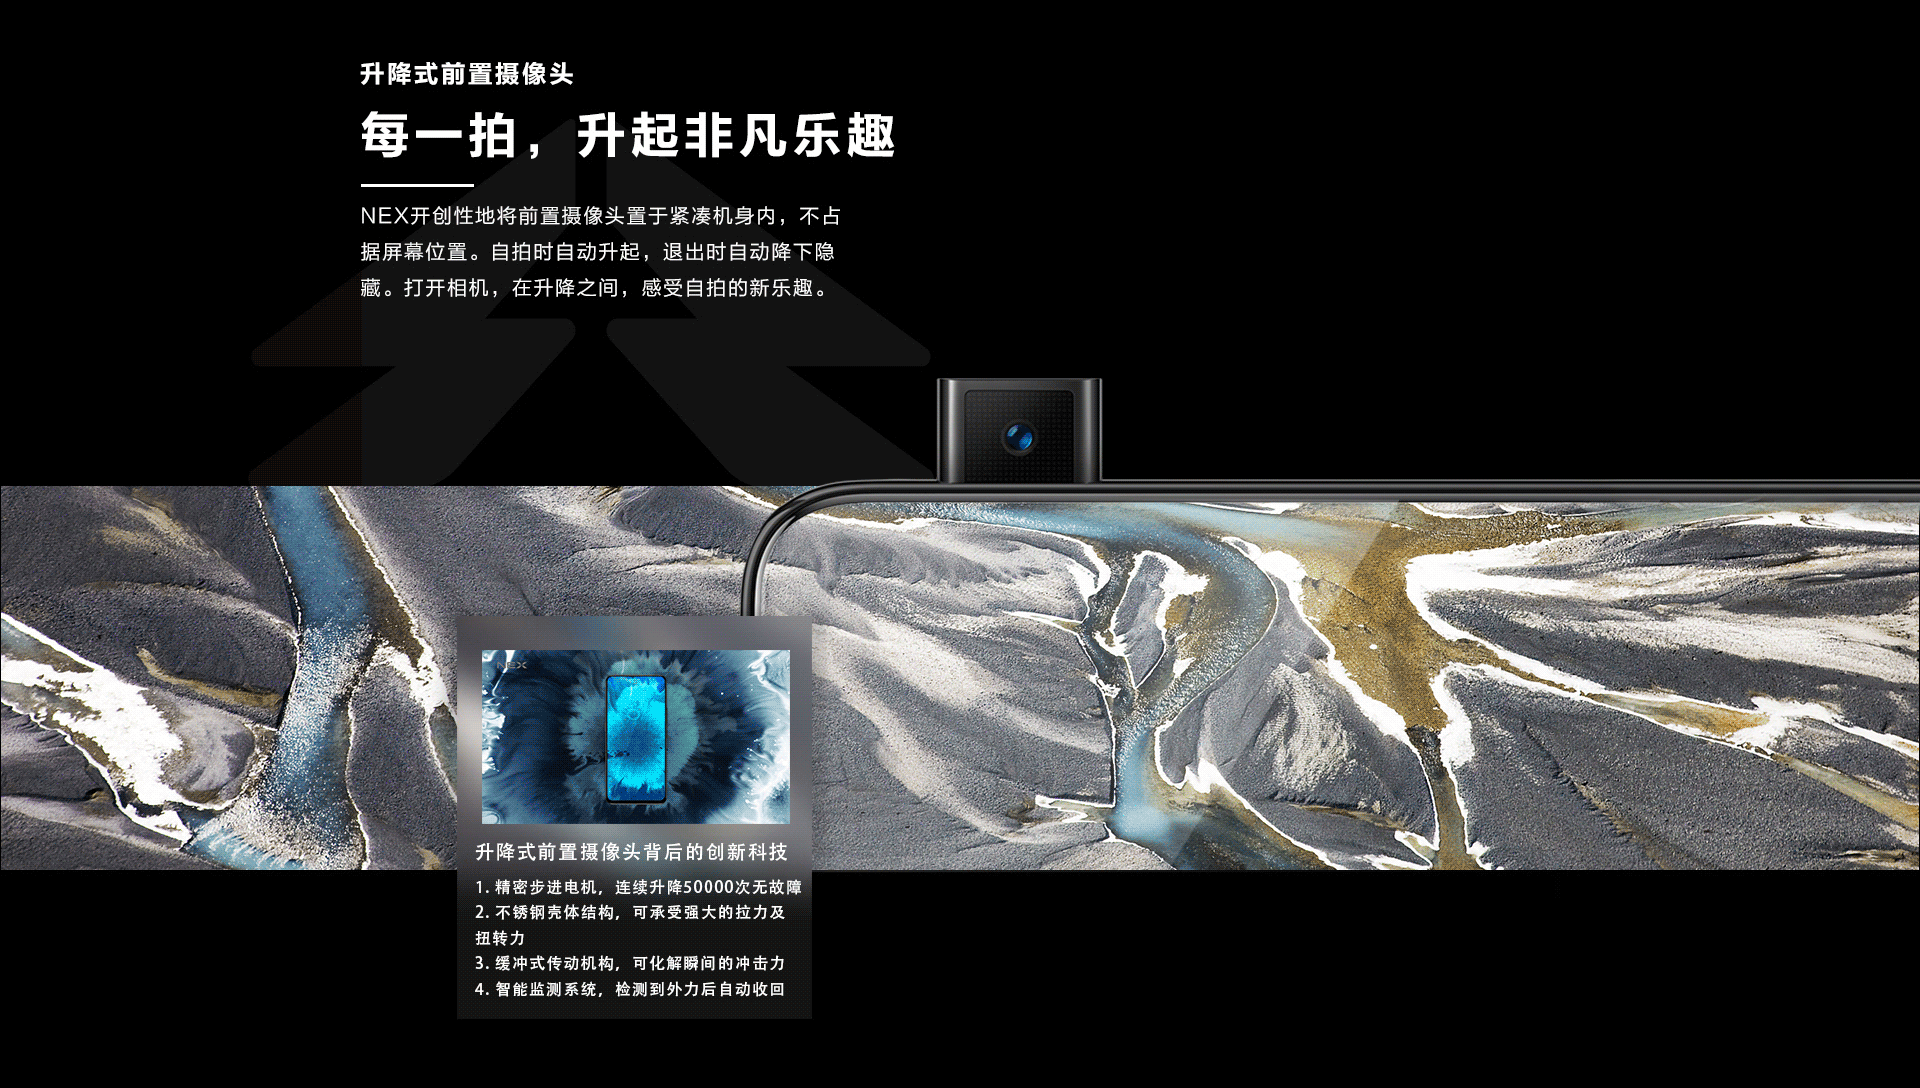 升降式前置摄像头
每一拍，升起非凡乐趣
NEX开创性地将前置摄像头置于紧凑机身内，不占
据屏幕位置。自拍时自动升起，退出时自动降下隐
藏。打开相机，在升降之间，感受自拍的新乐趣。
NEX
升降式前置摄像头背后的创新科技
1. 精密步进电机，连续升降50000次无故障
2. 不锈钢壳体结构，可承受强大的拉力及
扭转力
3. 缓冲式传动机构，可化解瞬间的冲击力
4. 智能监测系统，检测到外力后自动收回